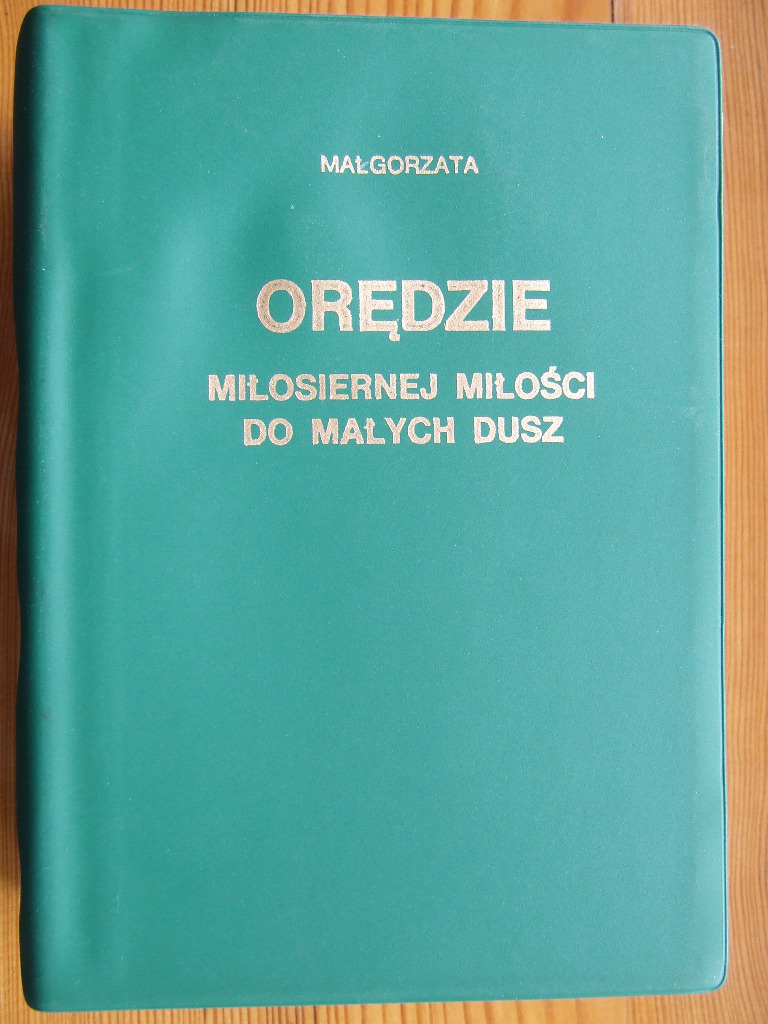 MAŁGORZATA
ORĘDZIE
MIŁOSIERNEJ MIŁOŚCI
DO MAŁYCH DUSZ